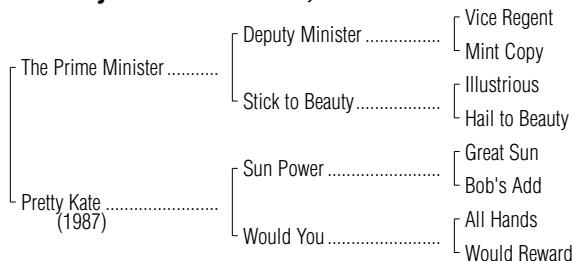 Vice Regent
Deputy Minister ................
Mint Copy
The Prime Minister ...........
Illustrious
Stick to Beauty ..................
Hail to Beauty
Great Sun
Sun Power ........................
Bob's Add
Pretty Kate ........................
(1987)
All Hands
Would You ........................
Would Reward